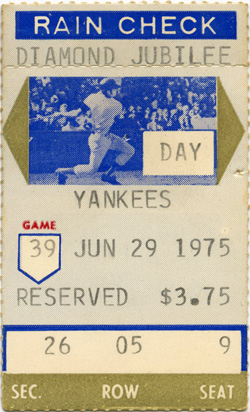 RAIN CHECK
DIAMOND JUBILEE
DAY
YANKEES
GAME
39 JUN 29 1975
RESERVED $3.75
26 05 9
SEC. ROW SEAT